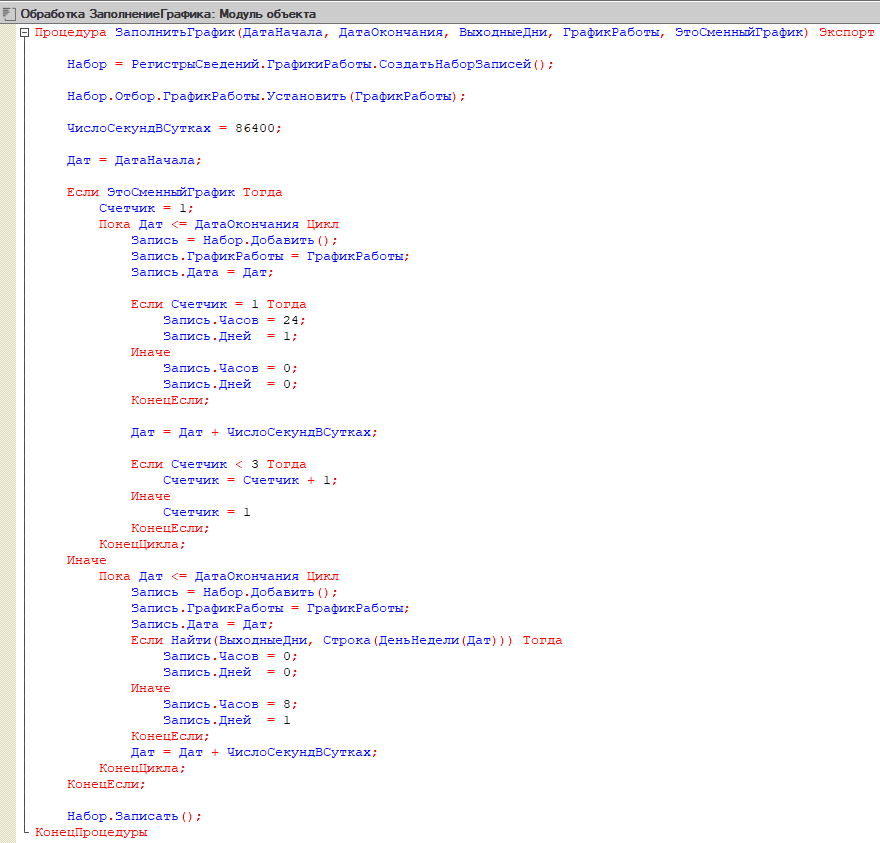 Обработка ЗаполнениеГрафика: Модуль объекта
Процедура ЗаполнитьГрафик(ДатаНачала, ДатаОкончания, ВыходныеДни, ГрафикРаботы, ЭтоСменныйГрафик) Экспорт
Набор = РегистрыСведений.ГрафикиРаботы.СоздатьНаборЗаписей();
Набор.Отбор.ГрафикРаботы.Установить(ГрафикРаботы);
ЧислоСекундВСутках = 86400;
Дат = ДатаНачала;
Если ЭтоСменныйГрафик Тогда
Счетчик = 1;
Пока Дат <= ДатаОкончания Цикл
Запись = Набор.Добавить();
Запись.ГрафикРаботы = ГрафикРаботы;
Запись.Дата = Дат;
Если Счетчик = 1 Тогда
Запись.Часов = 24;
Запись.Дней  = 1;
Иначе
Запись.Часов = 0;
Запись.Дней  = 0;
КонецЕсли;
Дат = Дат + ЧислоСекундВСутках;
Если Счетчик < 3 Тогда
Счетчик = Счетчик + 1;
Иначе
Счетчик = 1
КонецЕсли;
КонецЦикла;
Иначе
Пока Дат <= ДатаОкончания Цикл
Запись = Набор.Добавить();
Запись.ГрафикРаботы = ГрафикРаботы;
Запись.Дата = Дат;
Если Найти(ВыходныеДни, Строка(ДеньНедели(Дат))) Тогда
Запись.Часов = 0;
Запись.Дней  = 0;
Иначе
Запись.Часов = 8;
Запись.Дней  = 1
КонецЕсли;
Дат = Дат + ЧислоСекундВСутках;
КонецЦикла;
КонецЕсли;
Набор.Записать();
КонецПроцедуры